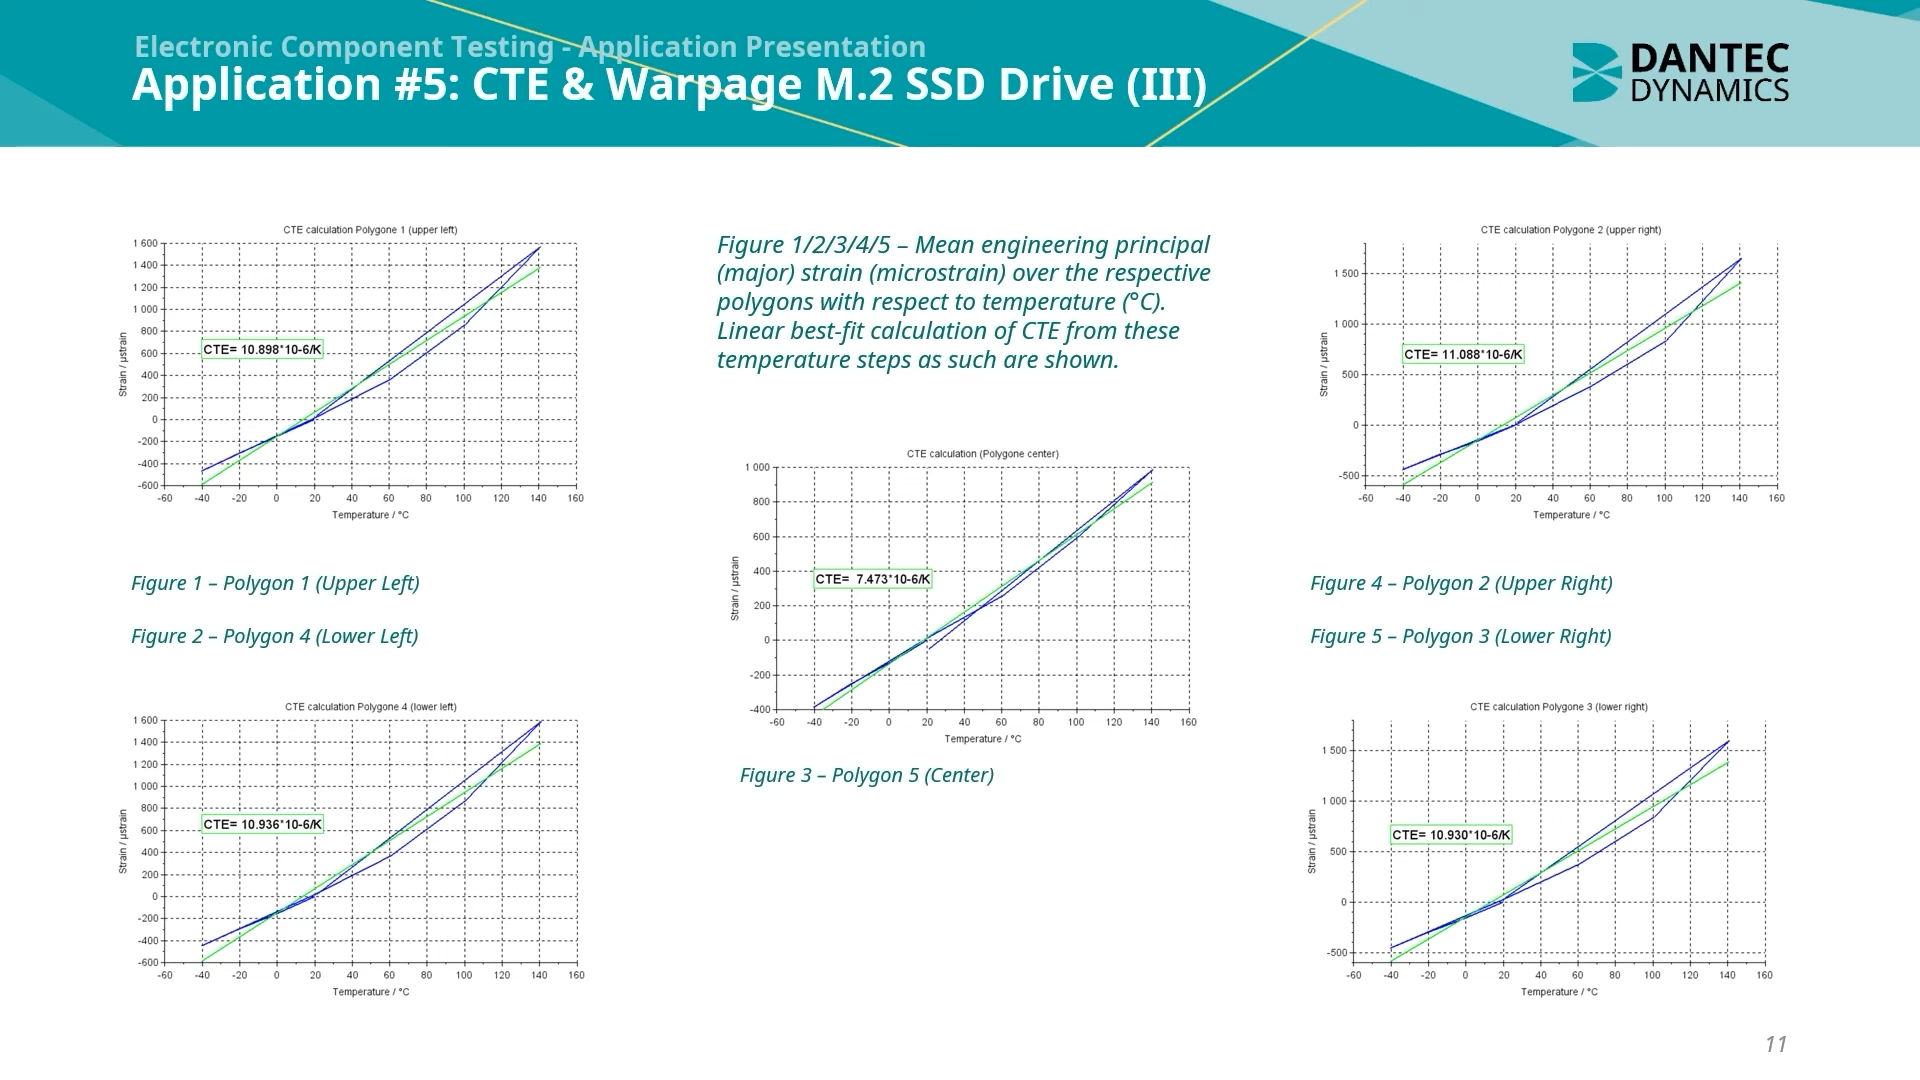 Electronic Component Testing - Application Presentation
Application #5: CTE & Warpage M.2 SSD Drive (III)
DANTEC
DYNAMICS
CTE calculation Polygone 1 (upper left)
1 600
1 400
1 200
1 000
800
600
400
200
0
-200
-400
-600
Strain / µstrain
CTE= 10.898*10-6/K
-60 -40 -20 0 20 40 60 80 100 120 140 160
Temperature / °C
Figure 1 – Polygon 1 (Upper Left)
Figure 2 – Polygon 4 (Lower Left)
CTE calculation Polygone 4 (lower left)
1 600
1 400
1 200
1 000
800
600
400
200
0
-200
-400
-600
Strain / µstrain
CTE= 10.936*10-6/K
-60 -40 -20 0 20 40 60 80 100 120 140 160
Temperature / °C
Figure 1/2/3/4/5 – Mean engineering principal
(major) strain (microstrain) over the respective
polygons with respect to temperature (°C).
Linear best-fit calculation of CTE from these
temperature steps as such are shown.
CTE calculation (Polygone center)
1 000
800
600
400
200
0
-200
-400
Strain / µstrain
CTE= 7.473*10-6/K
-60 -40 -20 0 20 40 60 80 100 120 140 160
Temperature / °C
Figure 3 – Polygon 5 (Center)
CTE calculation Polygone 2 (upper right)
1 500
1 000
500
0
-500
Strain / µstrain
CTE= 11.088*10-6/K
-60 -40 -20 0 20 40 60 80 100 120 140 160
Temperature / °C
Figure 4 – Polygon 2 (Upper Right)
Figure 5 – Polygon 3 (Lower Right)
CTE calculation Polygone 3 (lower right)
1 500
1 000
500
0
-500
Strain / µstrain
CTE= 10.930*10-6/K
-60 -40 -20 0 20 40 60 80 100 120 140 160
Temperature / °C
11